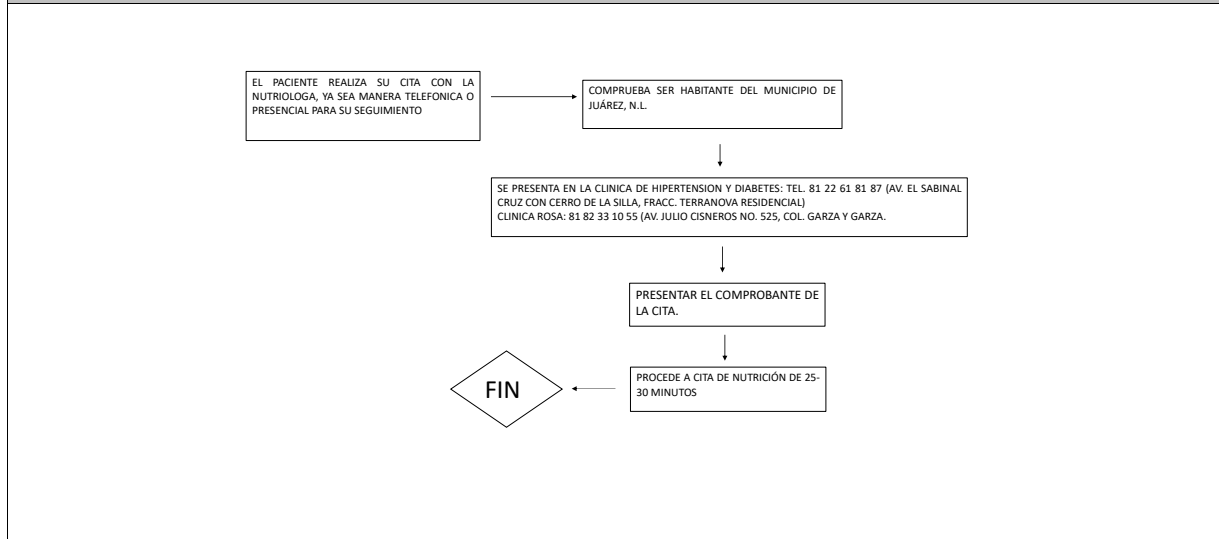 EL PACIENTE REALIZA SU CITA CON LA
NUTRIOLOGA, YA SEA MANERA TELEFONICA O
PRESENCIAL PARA SU SEGUIMIENTO
COMPRUEBA SER HABITANTE DEL MUNICIPIO DE
JUÁREZ, N.L.
SE PRESENTA EN LA CLINICA DE HIPERTENSION Y DIABETES: TEL. 81 22 61 81 87 (AV. EL SABINAL
CRUZ CON CERRO DE LA SILLA, FRACC. TERRANOVA RESIDENCIAL)
CLINICA ROSA: 81 82 33 10 55 (AV. JULIO CISNEROS NO. 525, COL. GARZA Y GARZA.
PRESENTAR EL COMPROBANTE DE
LA CITA.
PROCEDE A CITA DE NUTRICIÓN DE 25-
30 MINUTOS
FIN